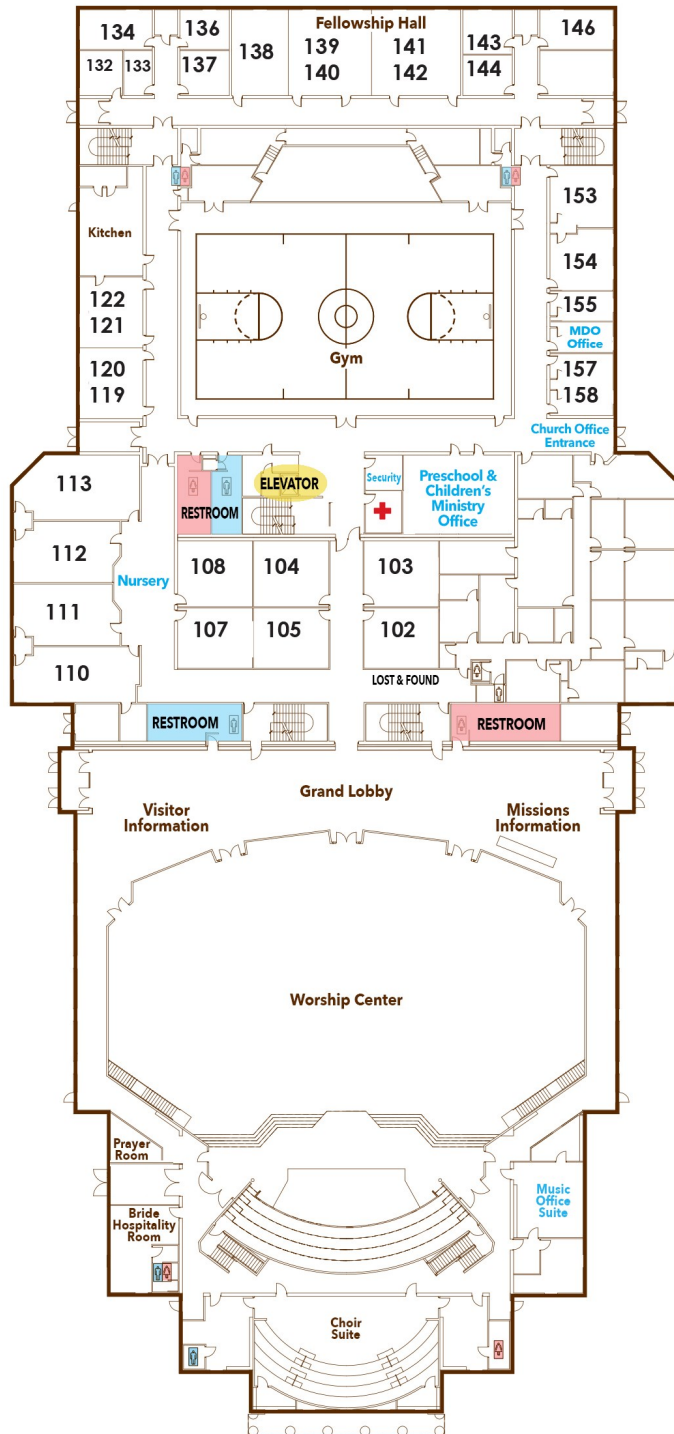 Fellowship Hall
134
136
138
139
140
141
142
143
144
146
132
133
137
153
Kitchen
154
122
121
155
MDO
Office
Gym
120
119
157
158
Church Office
Entrance
113
RESTROOM
ELEVATOR
Security
Preschool &
Children's
Ministry
Office
112
Nursery
108
104
103
111
107
105
102
110
LOST & FOUND
RESTROOM
RESTROOM
Grand Lobby
Visitor
Information
Missions
Information
Worship Center
Prayer
Room
Bride
Hospitality
Room
Music
Office
Suite
Choir
Suite